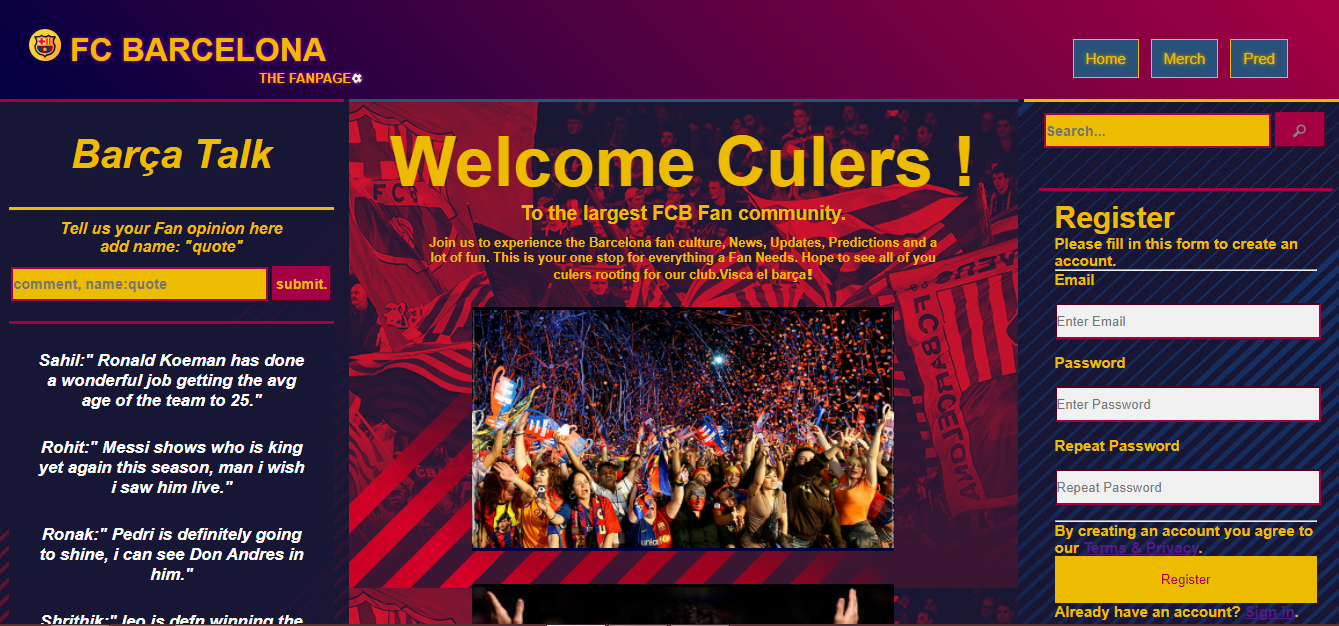 FC BARCELONA
THE FANPAGE⚽
Home
Merch
Pred
Barça Talk
Tell us your Fan opinion here
add name: "quote"
comment, name:quote
submit.
Sahil:" Ronald Koeman has done
a wonderful job getting the avg
age of the team to 25."
Rohit:" Messi shows who is king
yet again this season, man i wish
i saw him live."
Ronak:" Pedri is definitely going
to shine, i can see Don Andres in
him."
Shrithik:" leo is defn winning the
Welcome Culers !
To the largest FCB Fan community.
Join us to experience the Barcelona fan culture, News, Updates, Predictions and a
lot of fun. This is your one stop for everything a Fan Needs. Hope to see all of you
culers rooting for our club.Visca el barça!
FCB
FC BARCELONA
unicef
Search...
Register
Please fill in this form to create an
account.
Email
Enter Email
Password
Enter Password
Repeat Password
Repeat Password
By creating an account you agree to
our Terms & Privacy.
Register
Already have an account? Sign in.